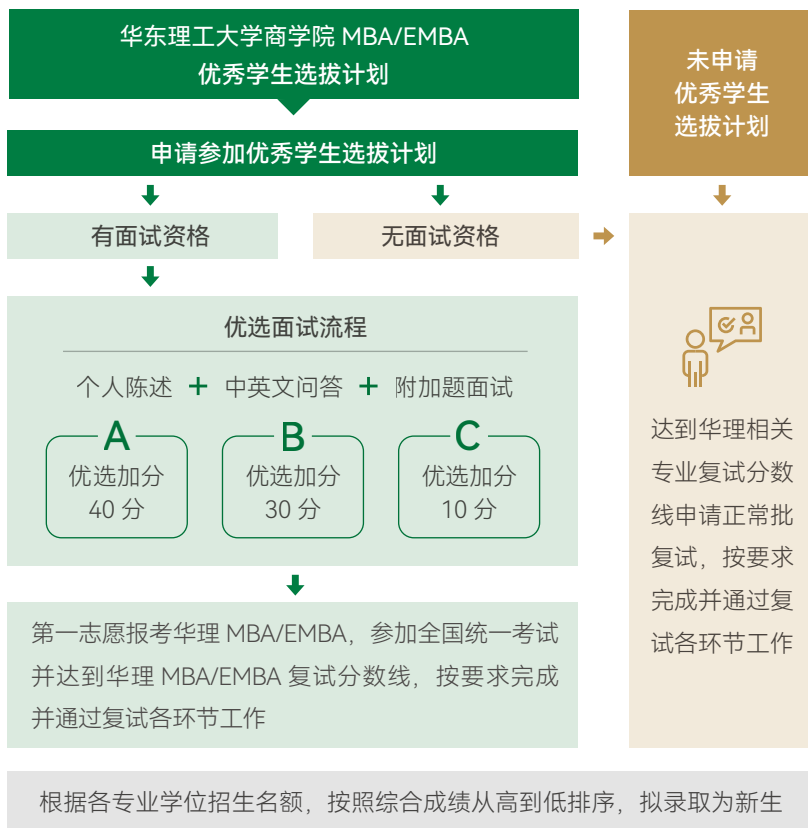 华东理工大学商学院 MBA/EMBA
优秀学生选拔计划
未申请
优秀学生
选拔计划
申请参加优秀学生选拔计划
有面试资格
无面试资格
优选面试流程
个人陈述 + 中英文问答 + 附加题面试
A
优选加分
40 分
B
优选加分
30 分
C
优选加分
10 分
第一志愿报考华理 MBA/EMBA，参加全国统一考试
并达到华理 MBA/EMBA 复试分数线，按要求完成
并通过复试各环节工作
达到华理相关
专业复试分数
线申请正常批
复试，按要求
完成并通过复
试各环节工作
根据各专业学位招生名额，按照综合成绩从高到低排序，拟录取为新生